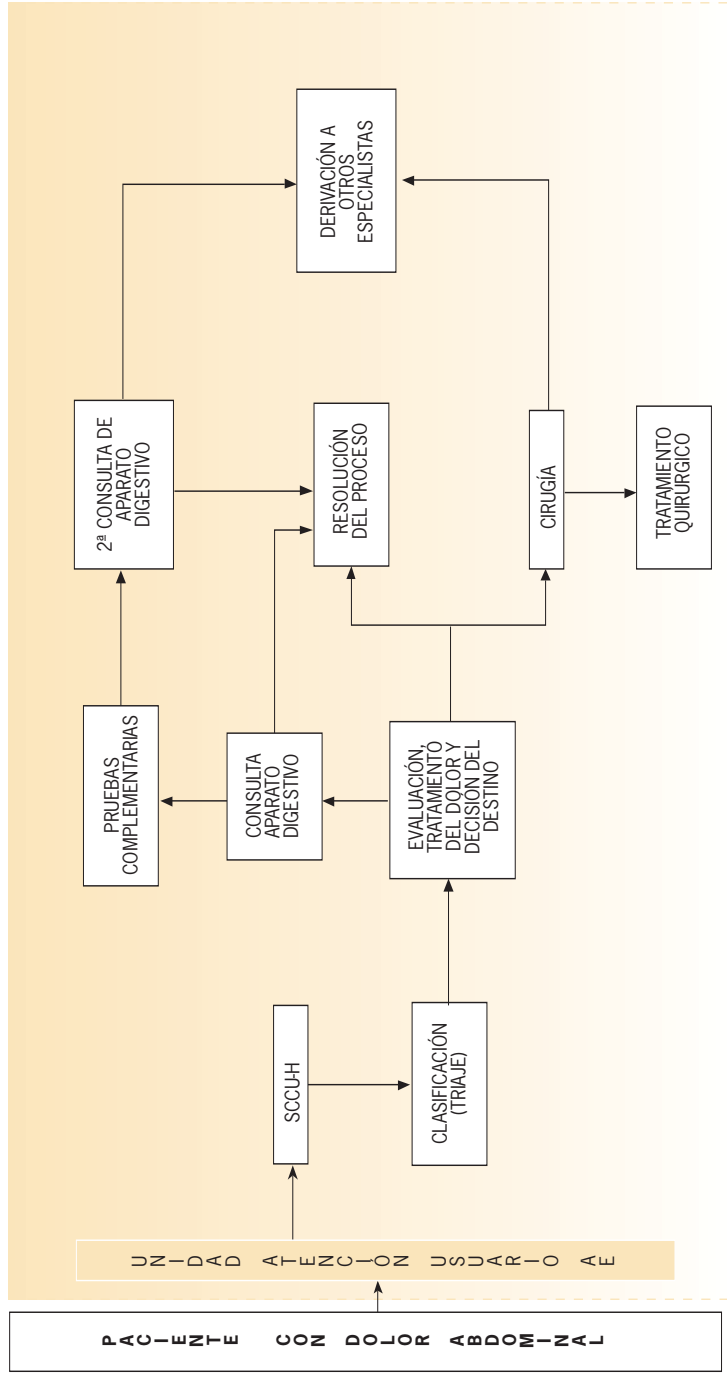 PACIENTE CON DOLOR ABDOMINAL
UNIDAD ATENCIÓN USUARIO AE
SCCU-H
CLASIFICACIÓN
(TRIAJE)
PRUEBAS
COMPLEMENTARIAS
CONSULTA
APARATO
DIGESTIVO
EVALUACIÓN,
TRATAMIENTO
DEL DOLOR Y
DECISIÓN DEL
DESTINO
2ª CONSULTA DE
APARATO
DIGESTIVO
RESOLUCIÓN
DEL PROCESO
CIRUGÍA
TRATAMIENTO
QUIRURGICO
DERIVACIÓN A
OTROS
ESPECIALISTAS